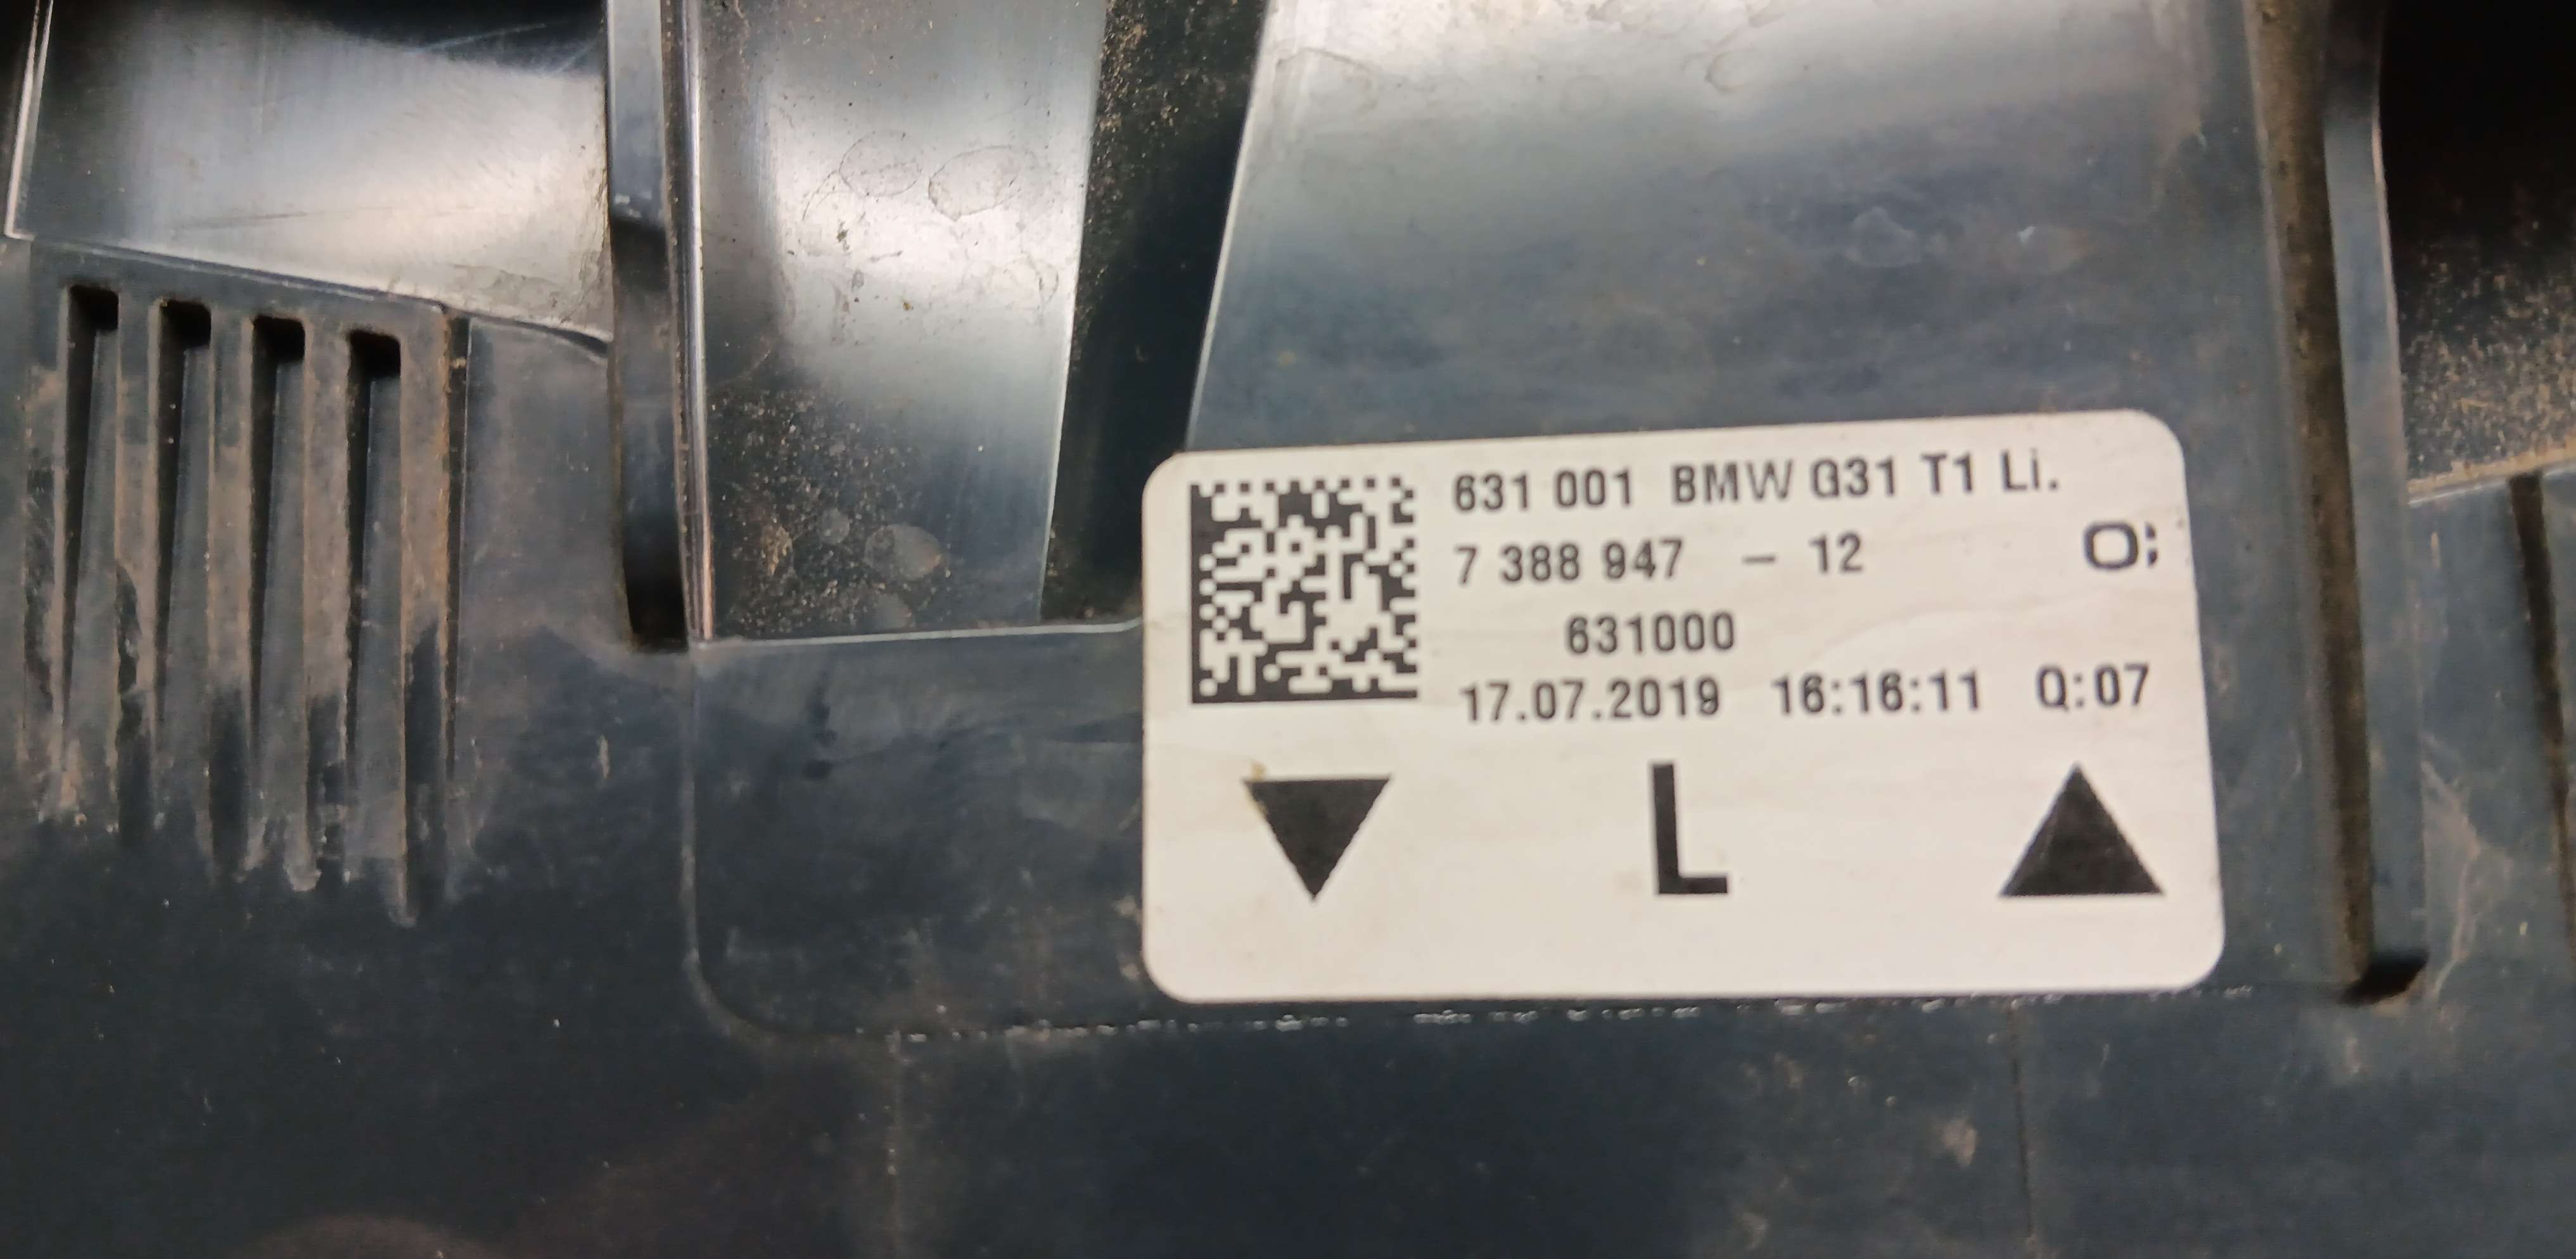 631 001 BMW G31 T1 Li.
7 388 947 - 12 O;
631000
17.07.2019 16:16:11 Q:07
L